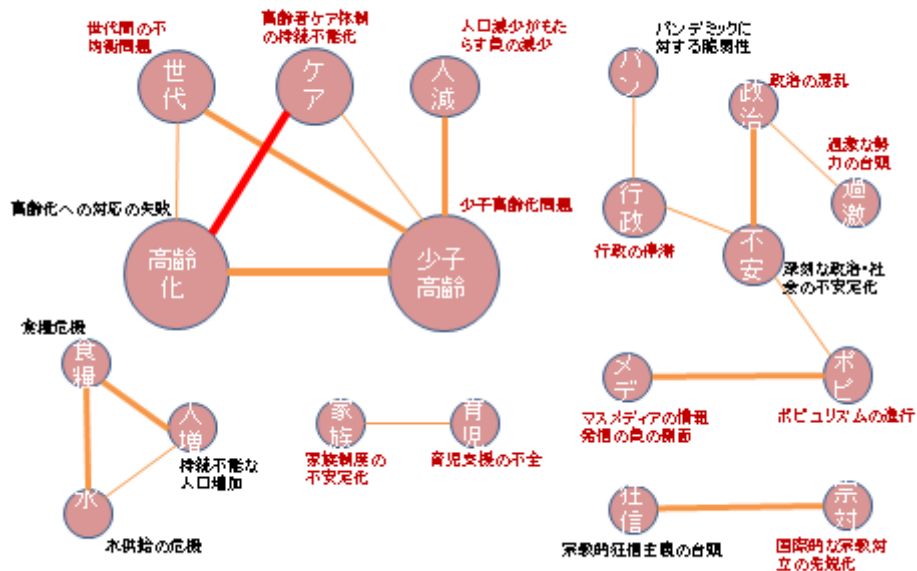 世代間の不
均衡問題
高齢者ケア体制
の持続不能化
人口減少がもた
らす負の減少
世
代
ケ
ア
人
減
高齢化への対応の失敗
少子高齢化問題
高齢
化
少子
高齢
パンデミックに
対する脆弱性
パ
ン
政治の混乱
政
治
過激な勢
力の台頭
過
激
行
政
行政の停滞
不
安
深刻な政治・社
会の不安定化
メ
デ
ポ
ピ
マスメディアの情報
発信の負の側面
ポピュリズムの進行
食糧危機
食
糧
人
増
持続不能な
人口増加
水
水供給の危機
家
族
育
児
家族制度の
不安定化
育児支援の不全
狂
信
宗
対
宗教的狂信主義の台頭
国際的な宗教対
立の先鋭化